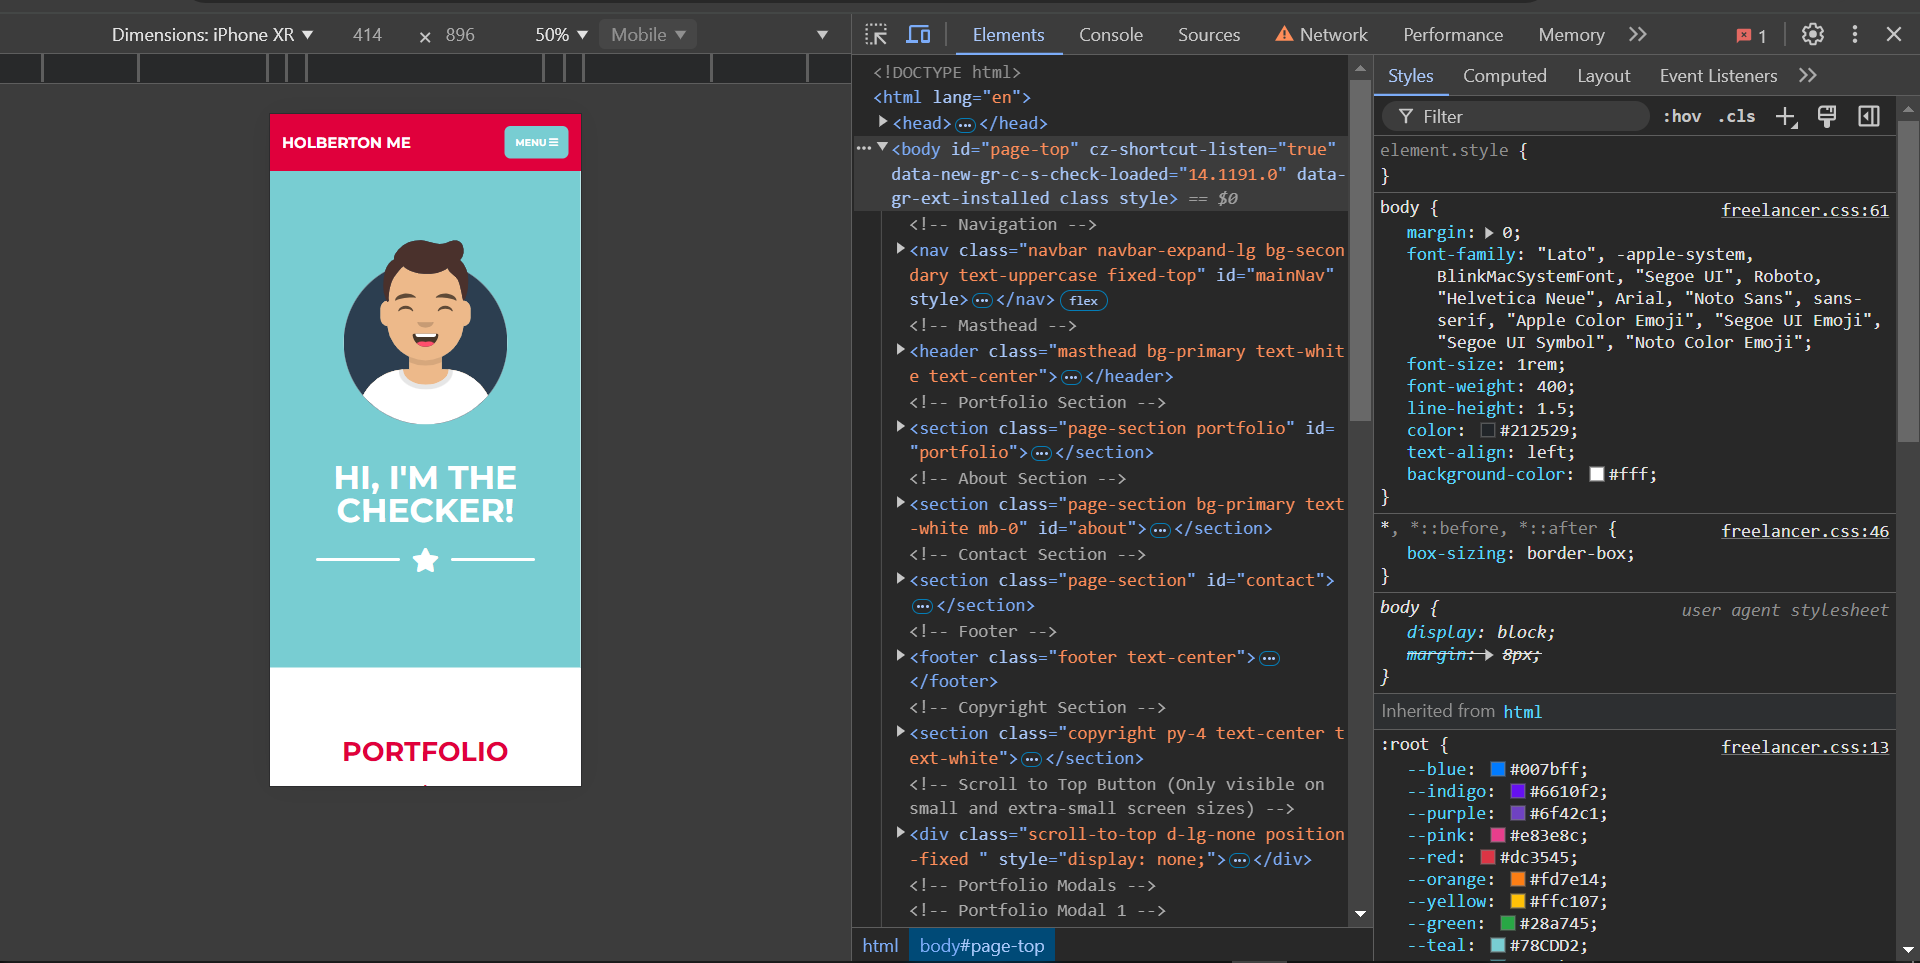 Dimensions: iPhone XR ▼ 414 × 896 50% ▼ Mobile ▼ ▼
HOLBERTON ME
MENU
HI, I'M THE
CHECKER!
PORTFOLIO
Elements Console Sources Network Performance Memory 1
<!DOCTYPE html>
<html lang="en">
<head> ⋯ </head>
<body id="page-top" cz-shortcut-listen="true"
data-new-gr-c-s-check-loaded="14.1191.0" data-
gr-ext-installed class style> == $0
<!-- Navigation -->
<nav class="navbar navbar-expand-lg bg-secon
dary text-uppercase fixed-top" id="mainNav"
style> ⋯ </nav> flex
<!-- Masthead -->
<header class="masthead bg-primary text-whit
e text-center"> ⋯ </header>
<!-- Portfolio Section -->
<section class="page-section portfolio" id=
"portfolio"> ⋯ </section>
<!-- About Section -->
<section class="page-section bg-primary text
-white mb-0" id="about"> ⋯ </section>
<!-- Contact Section -->
<section class="page-section" id="contact">
⋯ </section>
<!-- Footer -->
<footer class="footer text-center"> ⋯
</footer>
<!-- Copyright Section -->
<section class="copyright py-4 text-center t
ext-white"> ⋯ </section>
<!-- Scroll to Top Button (Only visible on
small and extra-small screen sizes) -->
<div class="scroll-to-top d-lg-none position
-fixed " style="display: none;"> ⋯ </div>
<!-- Portfolio Modals -->
<!-- Portfolio Modal 1 -->
html body#page-top
Styles Computed Layout Event Listeners
Filter :hov .cls
element.style {
}
body { freelancer.css:61
margin: 0;
font-family: "Lato", -apple-system,
BlinkMacSystemFont, "Segoe UI", Roboto,
"Helvetica Neue", Arial, "Noto Sans", sans-
serif, "Apple Color Emoji", "Segoe UI Emoji",
"Segoe UI Symbol", "Noto Color Emoji";
font-size: 1rem;
font-weight: 400;
line-height: 1.5;
color: #212529;
text-align: left;
background-color: #fff;
}
*, *::before, *::after { freelancer.css:46
box-sizing: border-box;
}
body { user agent stylesheet
display: block;
margin: 8px;
}
Inherited from html
:root { freelancer.css:13
--blue: #007bff;
--indigo: #6610f2;
--purple: #6f42c1;
--pink: #e83e8c;
--red: #dc3545;
--orange: #fd7e14;
--yellow: #ffc107;
--green: #28a745;
--teal: #78CDD2;